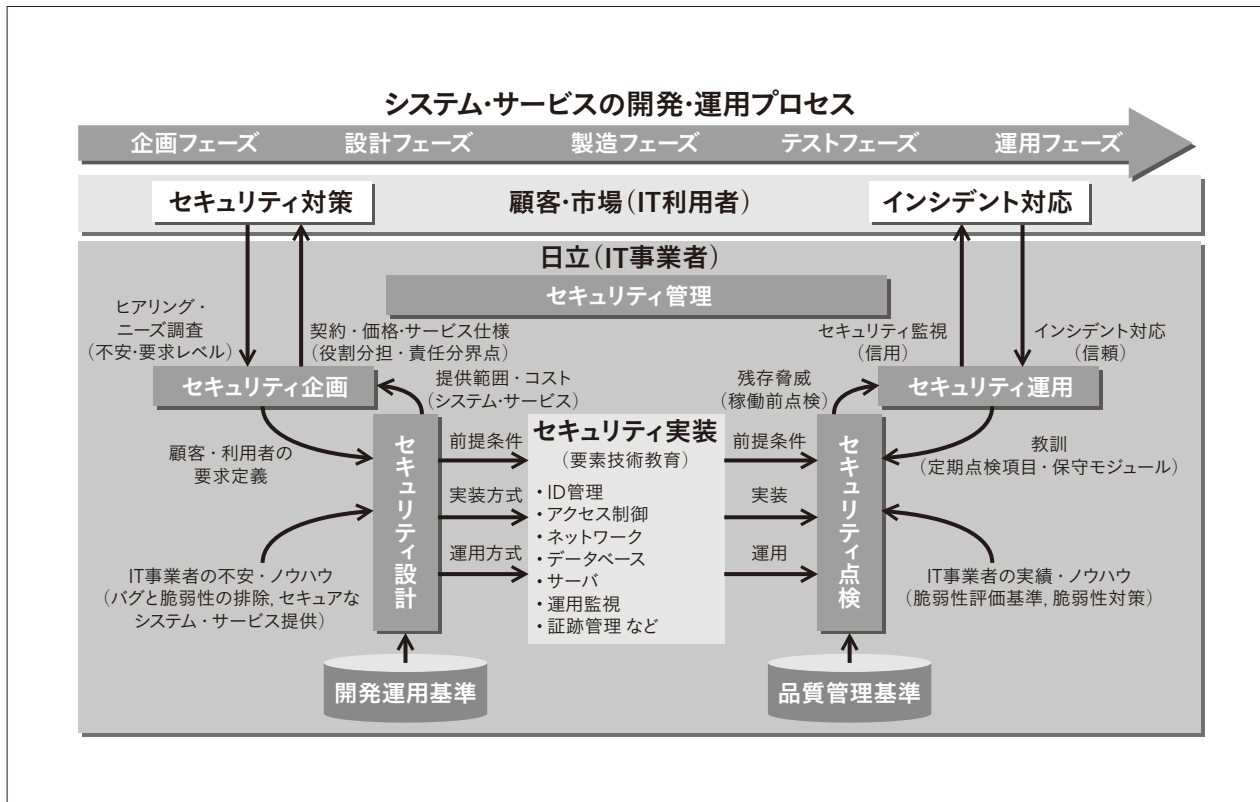 システム・サービスの開発・運用プロセス
企画フェーズ
設計フェーズ
製造フェーズ
テストフェーズ
運用フェーズ
セキュリティ対策
顧客・市場(IT利用者)
インシデント対応
日立(IT事業者)
セキュリティ管理
ヒアリング・
ニーズ調査
(不安・要求レベル)
契約・価格・サービス仕様
(役割分担・責任分界点)
セキュリティ監視
(信用)
インシデント対応
(信頼)
セキュリティ企画
提供範囲・コスト
(システム・サービス)
残存脅威
(稼働前点検)
セキュリティ運用
顧客・利用者の
要求定義
セキュリティ設計
前提条件
実装方式
運用方式
セキュリティ実装
(要素技術教育)
・ID管理
・アクセス制御
・ネットワーク
・データベース
・サーバ
・運用監視
・証跡管理 など
前提条件
実装
運用
セキュリティ点検
教訓
(定期点検項目・保守モジュール)
IT事業者の不安・ノウハウ
(バグと脆弱性の排除, セキュアな
システム・サービス提供)
IT事業者の実績・ノウハウ
(脆弱性評価基準, 脆弱性対策)
開発運用基準
品質管理基準